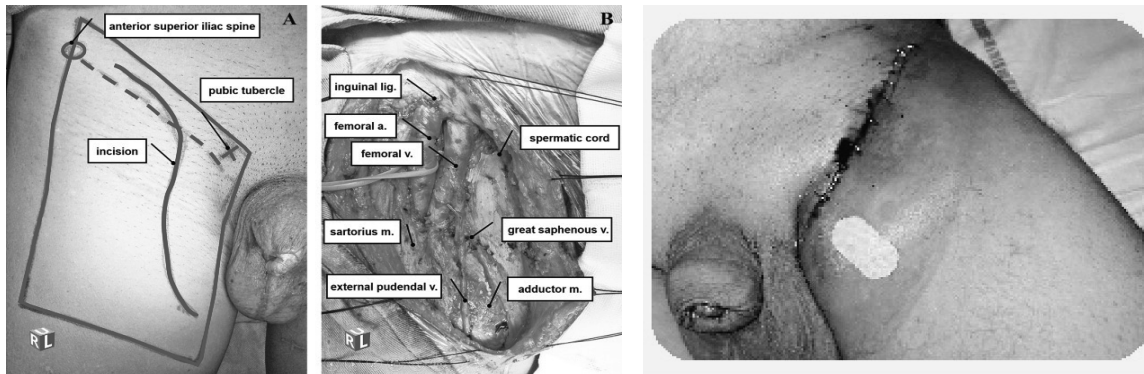 A
anterior superior iliac spine
pubic tubercle
incision
R L U
B
inguinal lig.
femoral a.
spermatic cord
femoral v.
sartorius m.
great saphenous v.
external pudendal v.
adductor m.
R L U